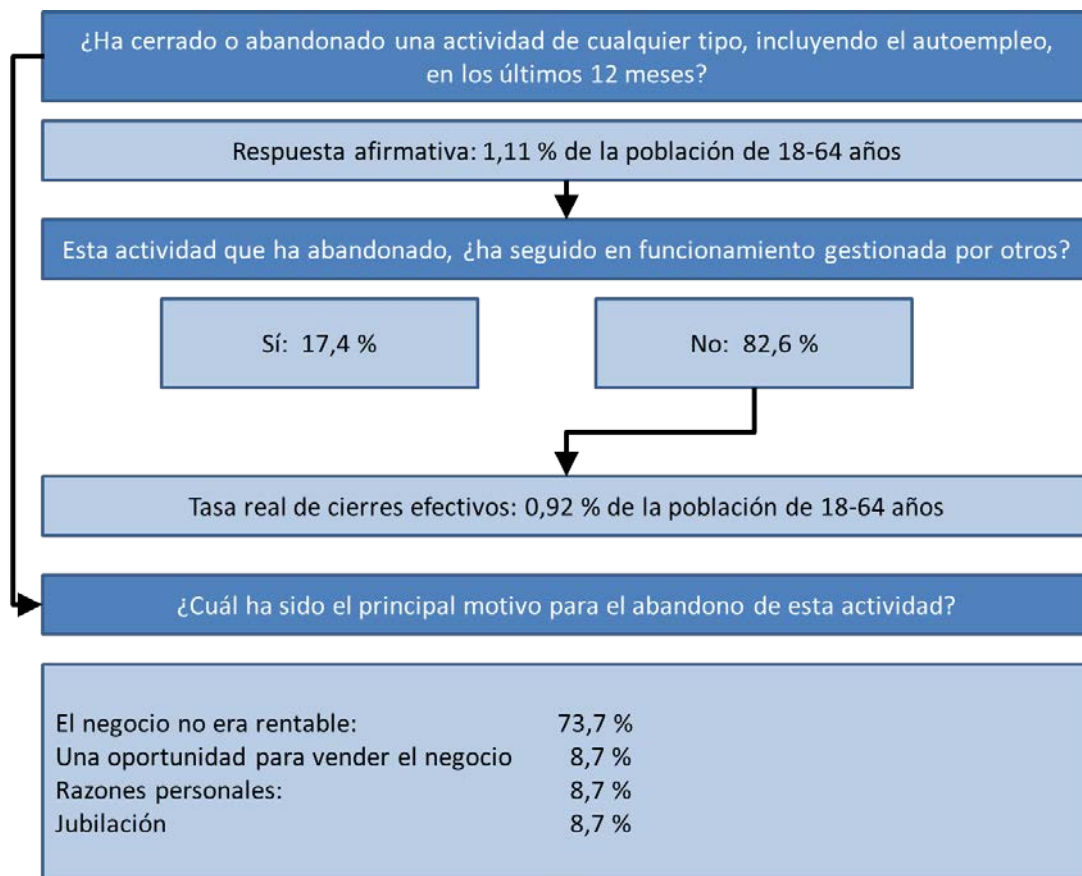 ¿Ha cerrado o abandonado una actividad de cualquier tipo, incluyendo el autoempleo,
en los últimos 12 meses?
Respuesta afirmativa: 1,11 % de la población de 18-64 años
Esta actividad que ha abandonado, ¿ha seguido en funcionamiento gestionada por otros?
Sí: 17,4 %
No: 82,6 %
Tasa real de cierres efectivos: 0,92 % de la población de 18-64 años
¿Cuál ha sido el principal motivo para el abandono de esta actividad?
El negocio no era rentable: 73,7 %
Una oportunidad para vender el negocio 8,7 %
Razones personales: 8,7 %
Jubilación 8,7 %